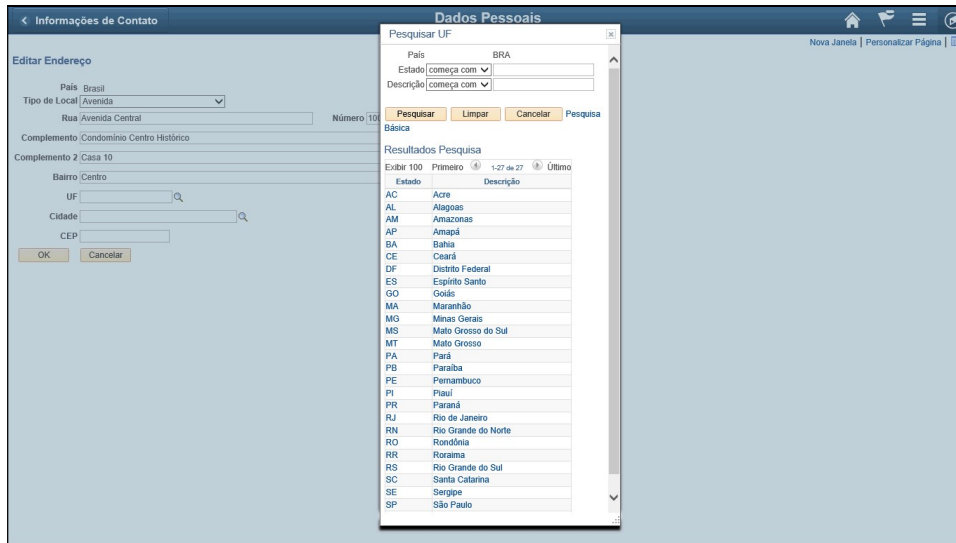 Informações de Contato
Dados Pessoais
Nova Janela | Personalizar Página |
Editar Endereço
País Brasil
Tipo de Local Avenida
Rua Avenida Central
Número
Complemento Condomínio Centro Histórico
Complemento 2 Casa 10
Bairro Centro
UF
Cidade
CEP
OK Cancelar
Pesquisar UF
País BRA
Estado começa com
Descrição começa com
Pesquisar Limpar Cancelar Pesquisa
Básica
Resultados Pesquisa
Exibir 100 Primeiro 1-27 de 27 Último
Estado Descrição
AC Acre
AL Alagoas
AM Amazonas
AP Amapá
BA Bahia
CE Ceará
DF Distrito Federal
ES Espírito Santo
GO Goiás
MA Maranhão
MG Minas Gerais
MS Mato Grosso do Sul
MT Mato Grosso
PA Pará
PB Paraíba
PE Pernambuco
PI Piauí
PR Paraná
RJ Rio de Janeiro
RN Rio Grande do Norte
RO Rondônia
RR Roraima
RS Rio Grande do Sul
SC Santa Catarina
SE Sergipe
SP São Paulo